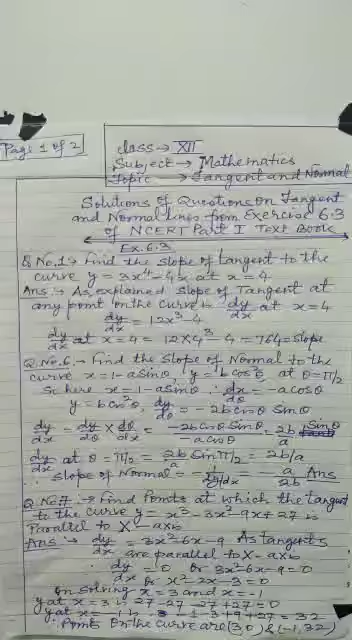 Page 1 of 2
Class → XII
Subject → Mathematics
Topic → Tangent and Normal
Solutions of Questions on Tangent
and Normal lines from Exercise 6.3
of NCERT Part I Text Book
Ex. 6.3
Q No. 1 :- Find the slope of tangent to the
curve y = 3x⁴ - 4x at x = 4
Ans :- As explained slope of Tangent at
any point on the curve is dy/dx at x = 4
dy/dx = 12x³ - 4
dy/dx at x = 4 = 12×4³ - 4 = 764 = slope
Q. No. 6 :- Find the slope of Normal to the
curve x = 1 - a sinθ, y = b cos²θ at θ = π/2
So here x = 1 - a sinθ ∴ dx/dθ = -a cosθ
y = b cos²θ, dy/dθ = -2b cosθ sinθ
dy/dx = dy/dθ × dθ/dx = -2b cosθ sinθ / -a cosθ = 2b/a sinθ
dy/dx at θ = π/2 = 2b/a sin π/2 = 2b/a
∴ slope of Normal = -1/(dy/dx) = -a/2b Ans
Q No. 7 :- Find Points at which the tangent
to the curve y = x³ - 3x² - 9x + 7 is
Parallel to X-axis
Ans :- dy/dx = 3x² - 6x - 9 As tangents
are parallel to X-axis
∴ dy/dx = 0 or 3x² - 6x - 9 = 0
or x² - 2x - 3 = 0
On solving x = 3 and x = -1
y at x = 3 is 27 - 27 - 27 + 27 = 0
y at x = -1 is -1 - 3 + 9 + 27 = 32
∴ Points on the curve are (3,0) & (-1,32)